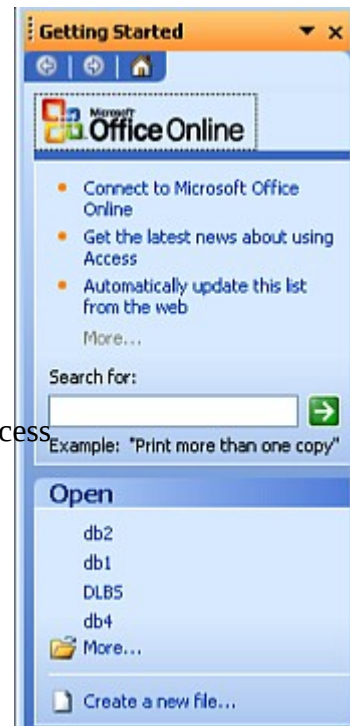 Getting Started
Microsoft
Office Online
Connect to Microsoft Office
Online
Get the latest news about using
Access
Automatically update this list
from the web
More...
Search for:
cess
Example: "Print more than one copy"
Open
db2
db1
DLBS
db4
More...
Create a new file...